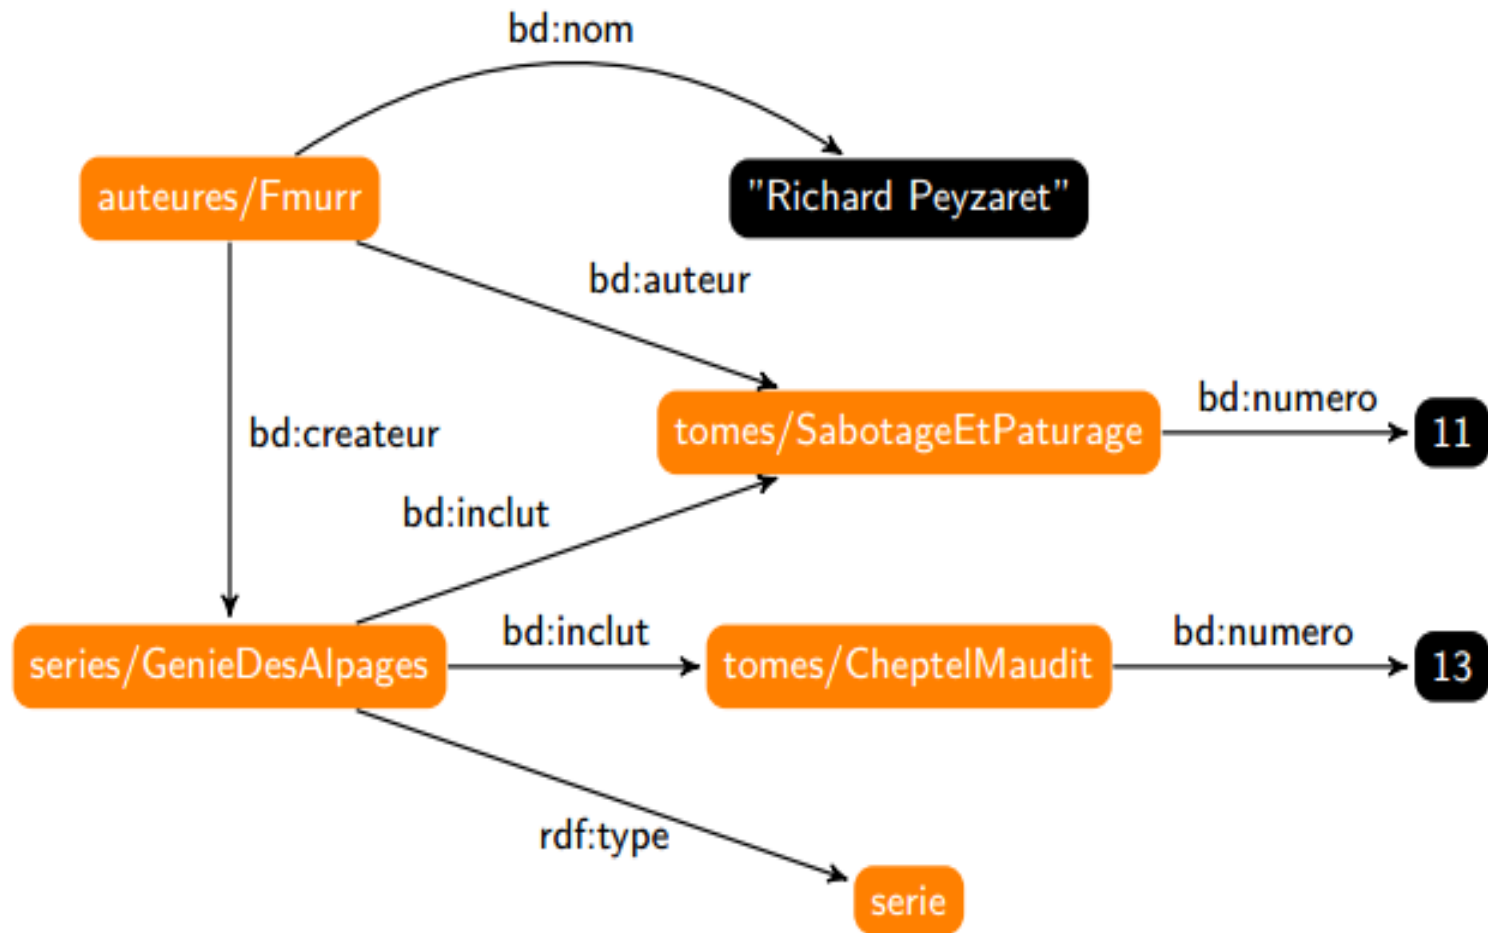 bd:nom
auteures/Fmurr
"Richard Peyzaret"
bd:auteur
bd:createur
tomes/SabotageEtPaturage
bd:numero
11
bd:inclut
series/GenieDesAlpages
bd:inclut
tomes/CheptelMaudit
bd:numero
13
rdf:type
serie